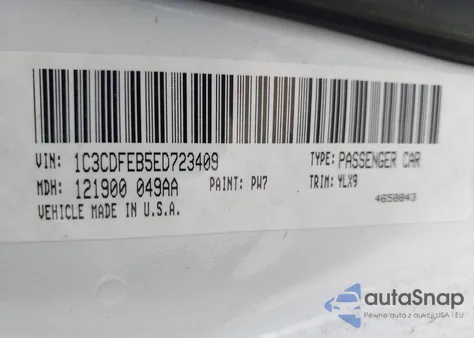 VIN: 1C3CDFEB5ED723409 TYPE: PASSENGER CAR
MDH: 121900 049AA PAINT: PW7 TRIM: YLX9
VEHICLE MADE IN U.S.A. 4658843
autoSnap
Pewne auta z aukcji USA | EU